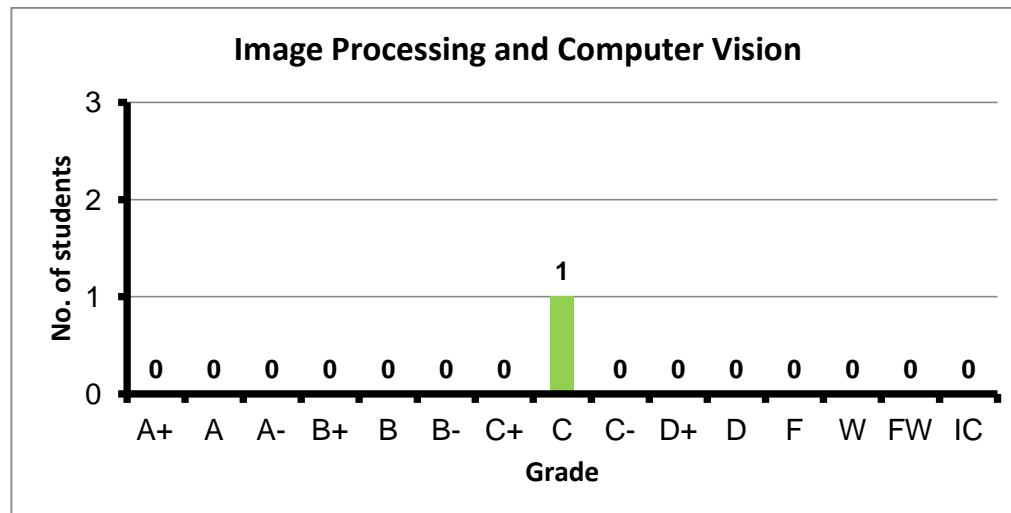 Image Processing and Computer Vision
3
2
1
0
No. of students
0 0 0 0 0 0 0 1 0 0 0 0 0 0 0
A+ A A- B+ B B- C+ C C- D+ D F W FW IC
Grade